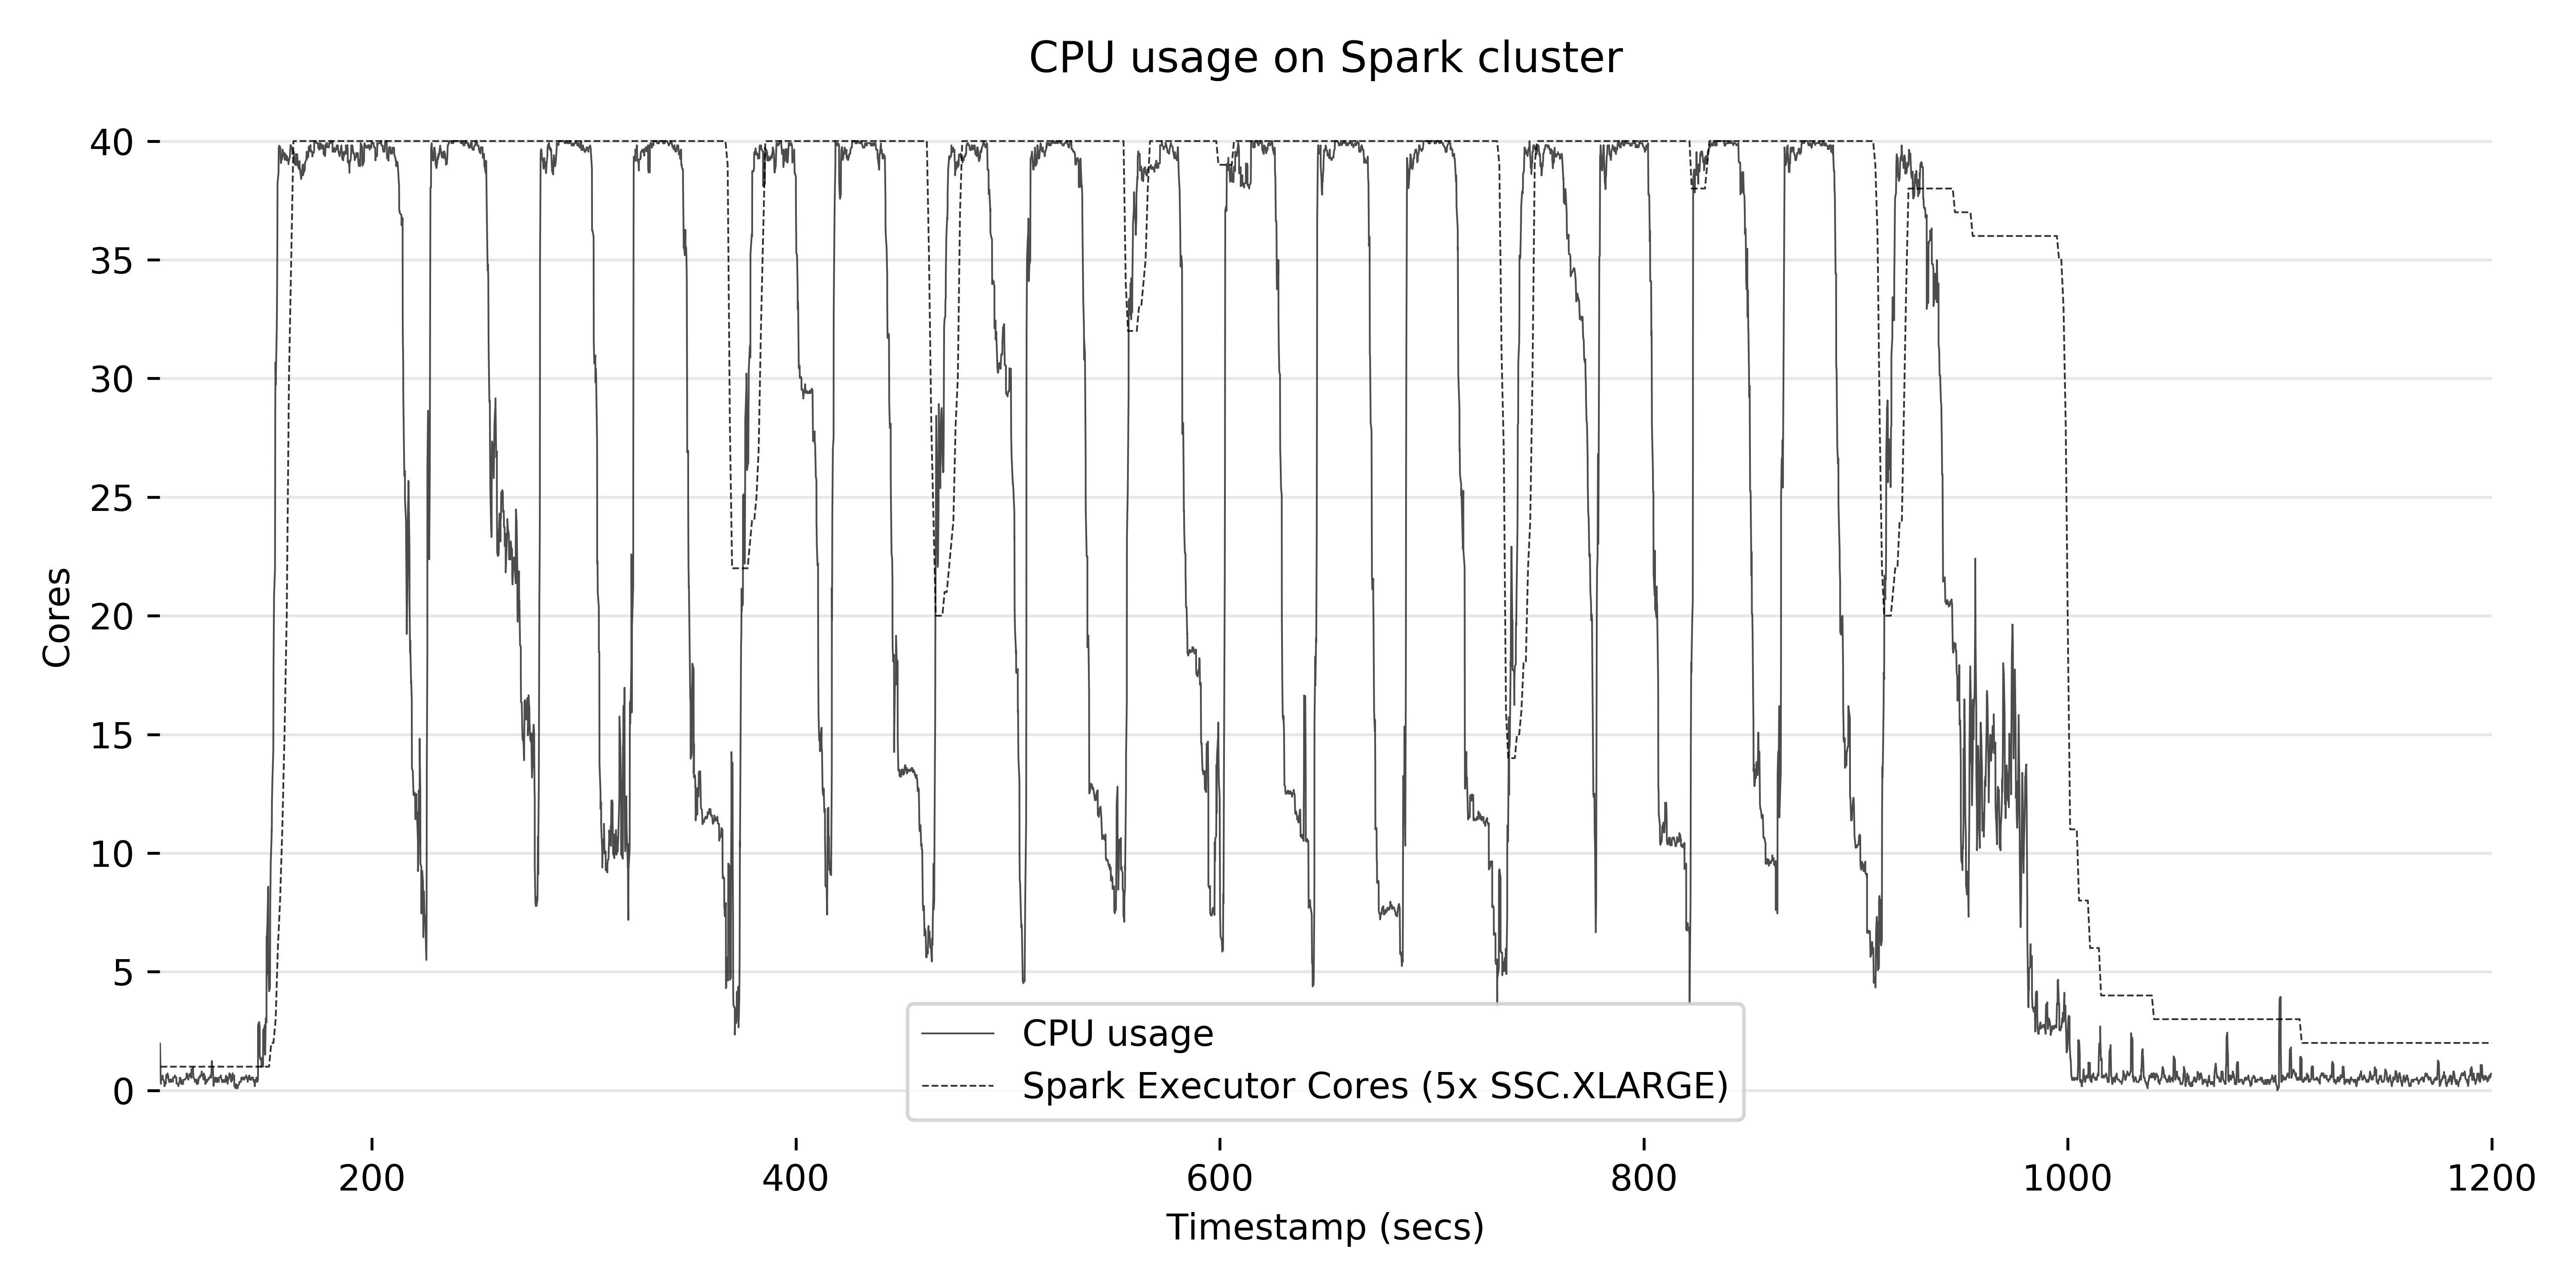 CPU usage on Spark cluster
40
35
30
25
20
15
10
5
0
Cores
CPU usage
Spark Executor Cores (5x SSC.XLARGE)
200 400 600 800 1000 1200
Timestamp (secs)